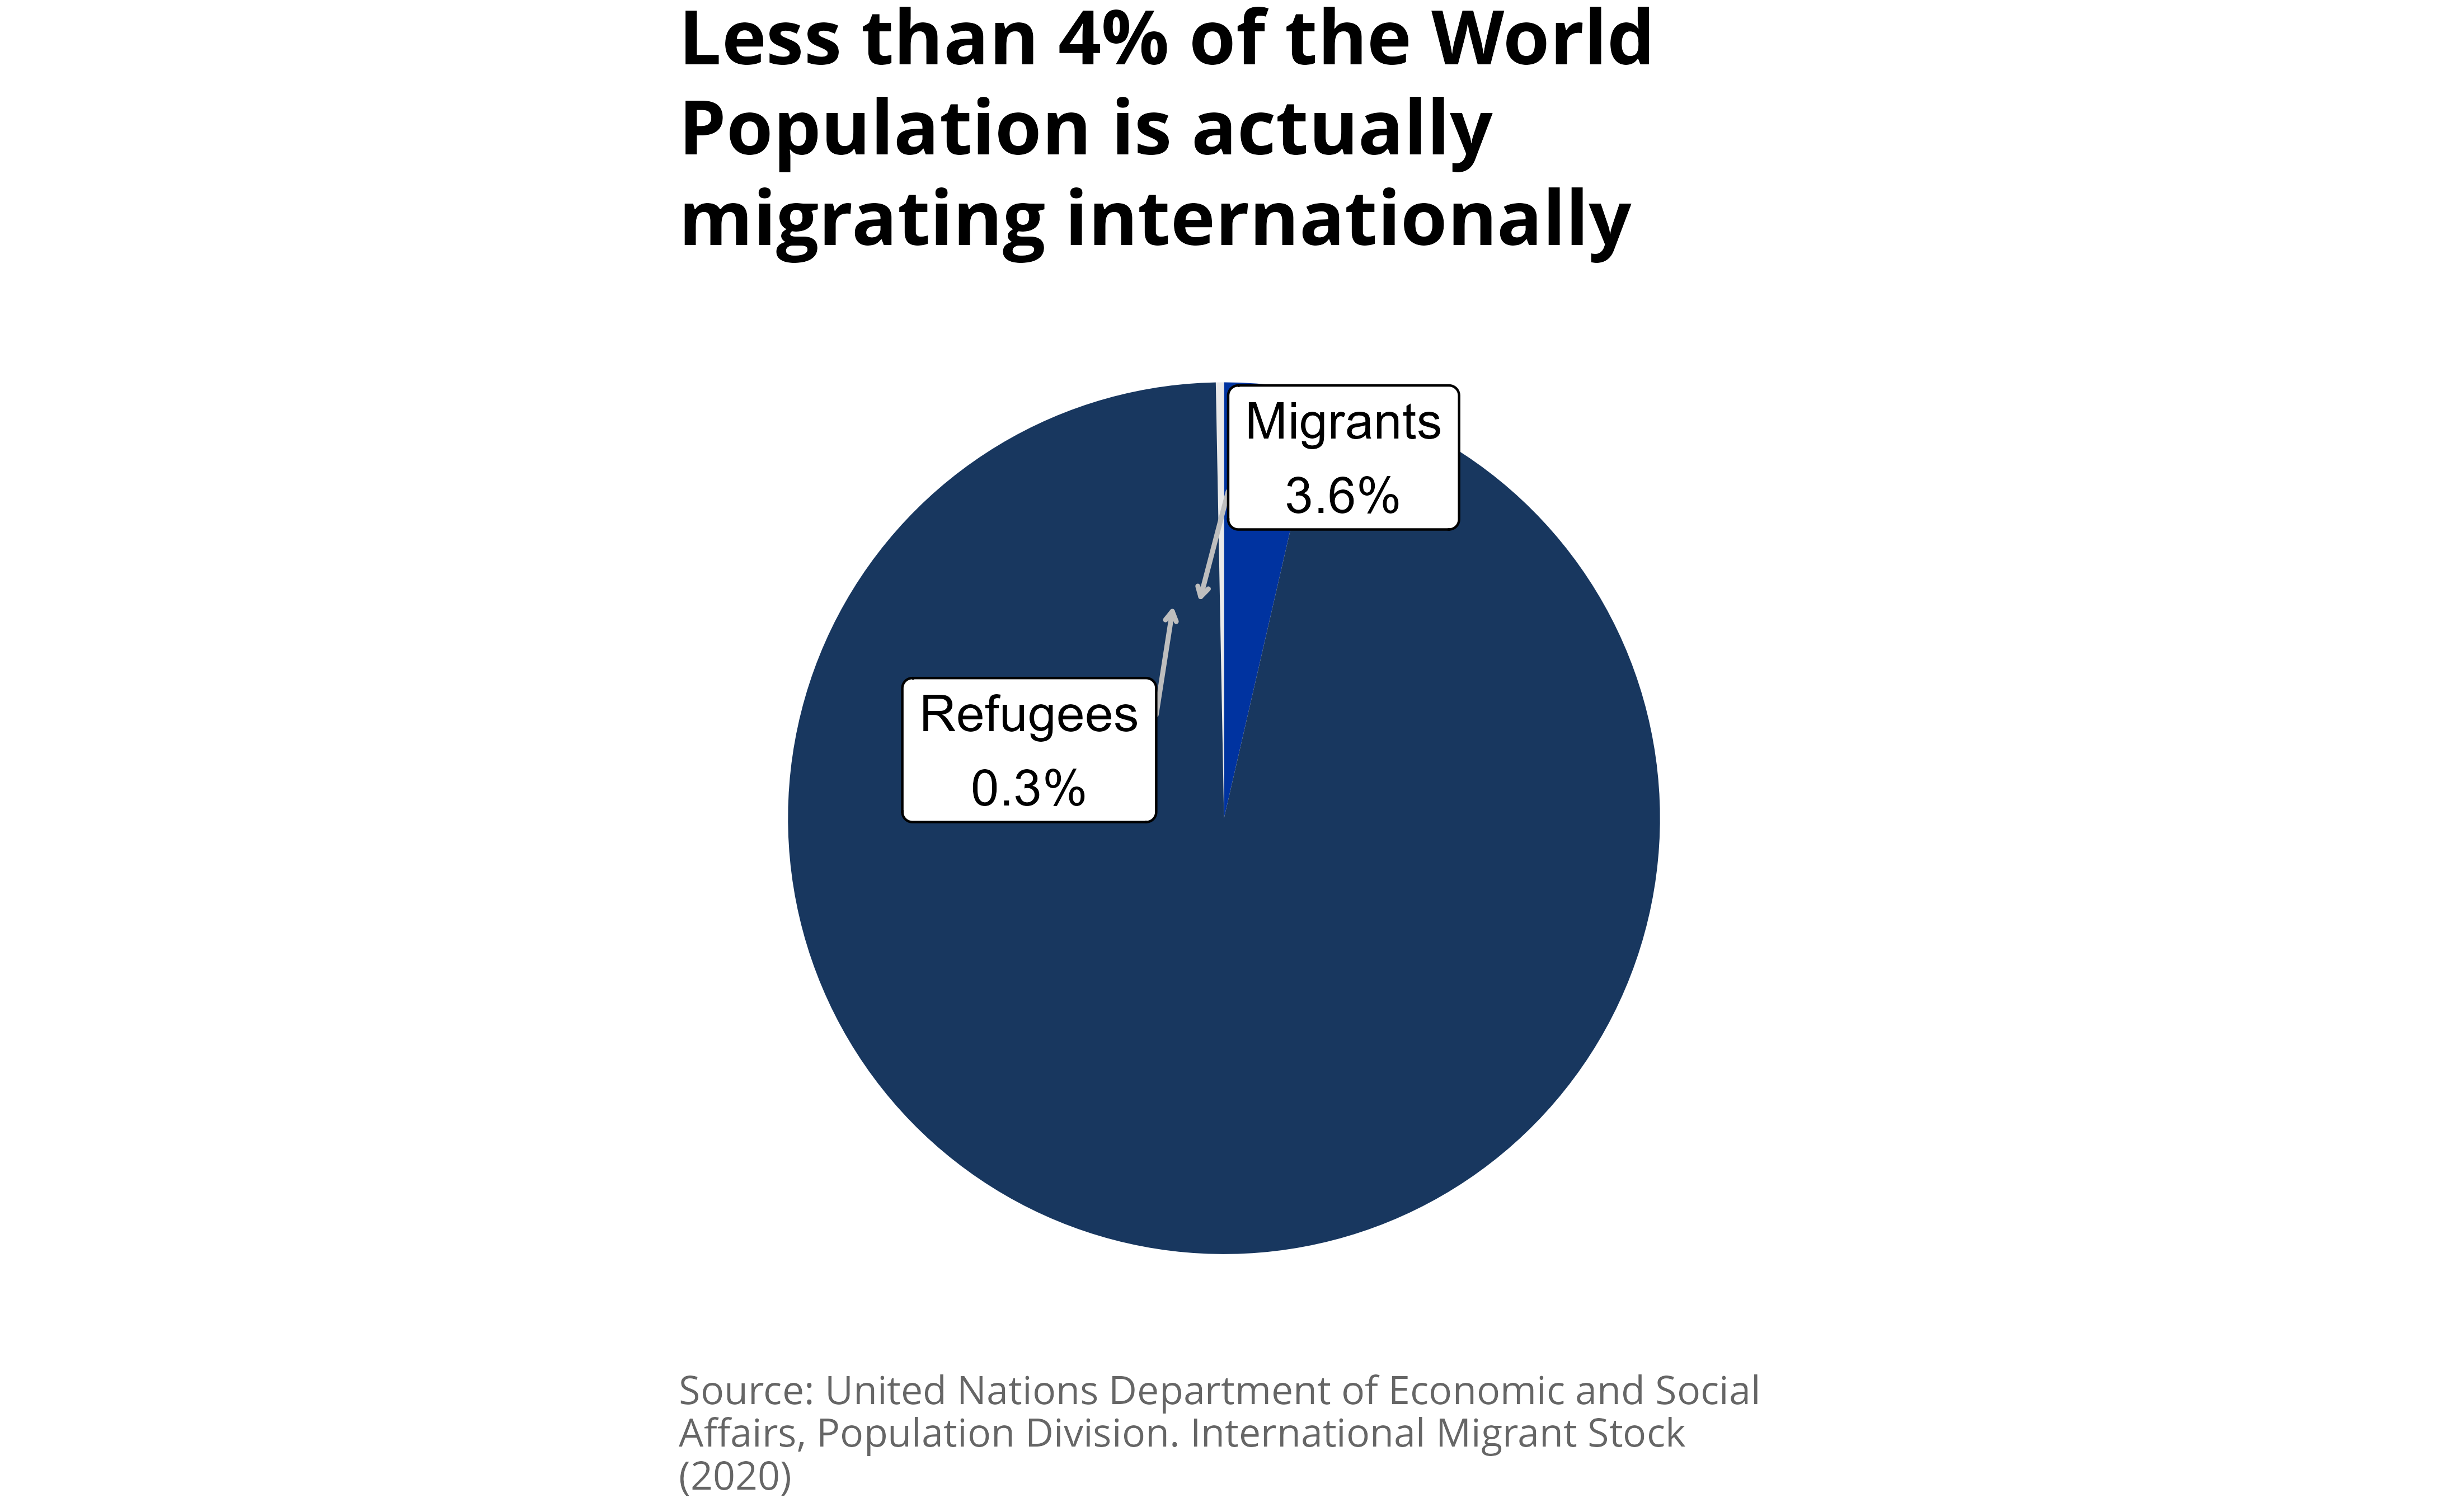 Less than 4% of the World
Population is actually
migrating internationally
Migrants
3.6%
Refugees
0.3%
Source: United Nations Department of Economic and Social
Affairs, Population Division. International Migrant Stock
(2020)